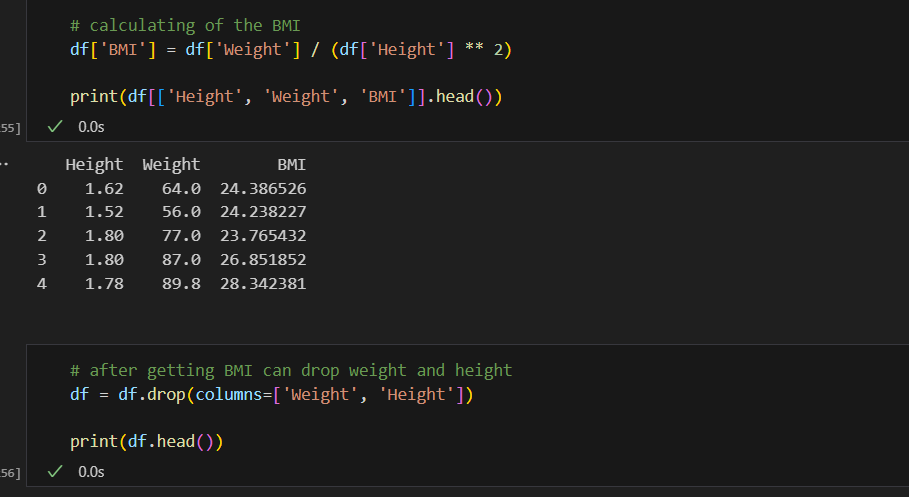 # calculating of the BMI
df['BMI'] = df['Weight'] / (df['Height'] ** 2)
print(df[['Height', 'Weight', 'BMI']].head())
55] 0.0s
Height Weight BMI
0 1.62 64.0 24.386526
1 1.52 56.0 24.238227
2 1.80 77.0 23.765432
3 1.80 87.0 26.851852
4 1.78 89.8 28.342381
# after getting BMI can drop weight and height
df = df.drop(columns=['Weight', 'Height'])
print(df.head())
56] 0.0s